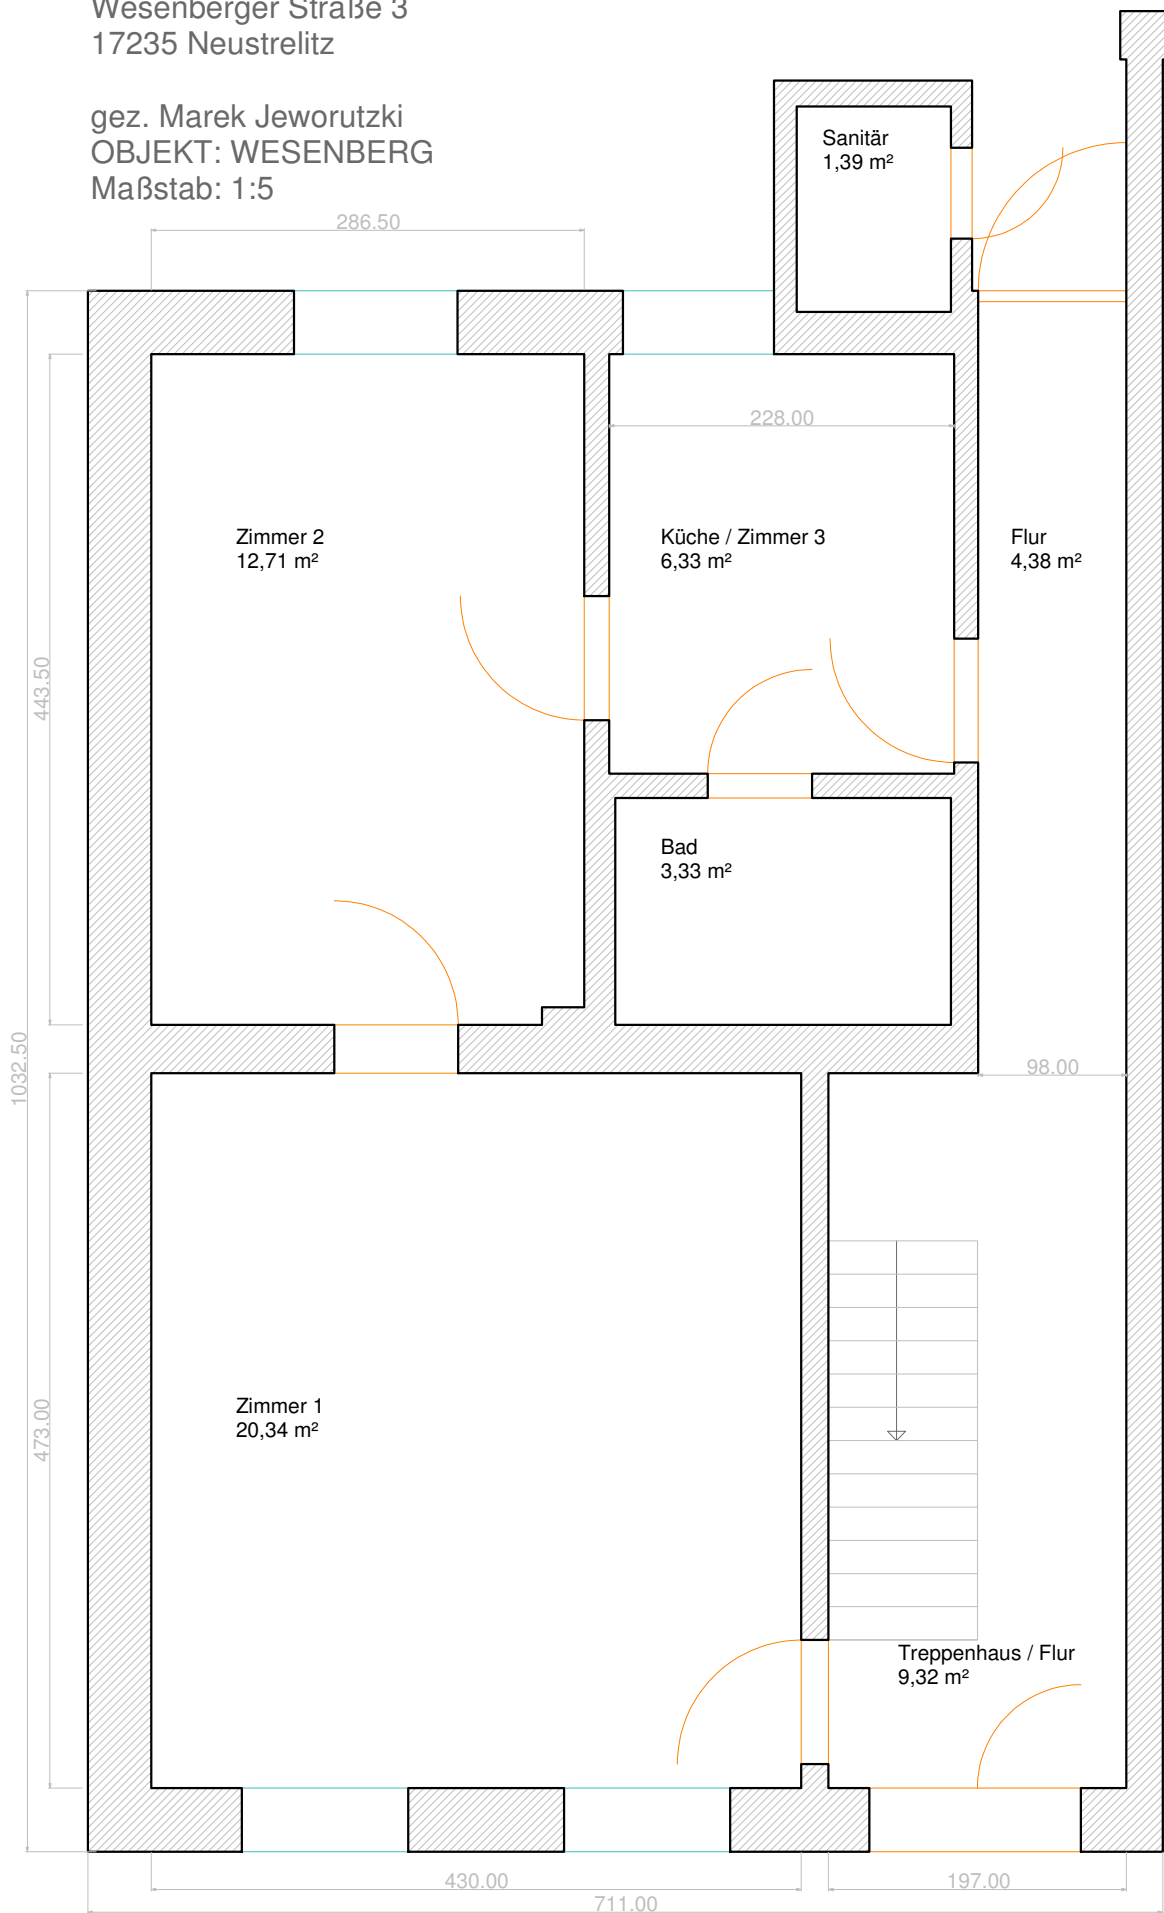 Wesenberger Straße 3
17235 Neustrelitz
gez. Marek Jeworutzki
OBJEKT: WESENBERG
Maßstab: 1:5
Sanitär
1,39 m²
286.50
228.00
Zimmer 2
12,71 m²
Küche / Zimmer 3
6,33 m²
Flur
4,38 m²
443.50
Bad
3,33 m²
1032.50
98.00
Zimmer 1
20,34 m²
473.00
Treppenhaus / Flur
9,32 m²
430.00
197.00
711.00